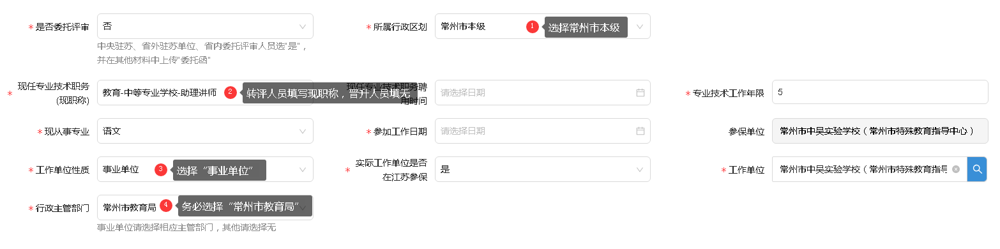 * 是否委托评审
否
中央驻苏、省外驻苏单位、省内委托评审人员选"是"，
并在其他材料中上传"委托函"
* 所属行政区划
常州市本级
1 选择常州市本级
* 现任专业技术职务
(现职称)
教育-中等专业学校-助理讲师
2 转评人员填写现职称，晋升人员填无
现任专业技术职务聘
用时间
请选择日期
* 专业技术工作年限
5
* 现从事专业
语文
* 参加工作日期
请选择日期
参保单位
常州市中吴实验学校（常州市特殊教育指导中心）
* 工作单位性质
事业单位
3 选择“事业单位”
* 实际工作单位是否
在江苏参保
是
* 工作单位
常州市中吴实验学校（常州市特殊教育指导
* 行政主管部门
常州市教育局
4 务必选择“常州市教育局”
事业单位请选择相应主管部门，其他请选择无